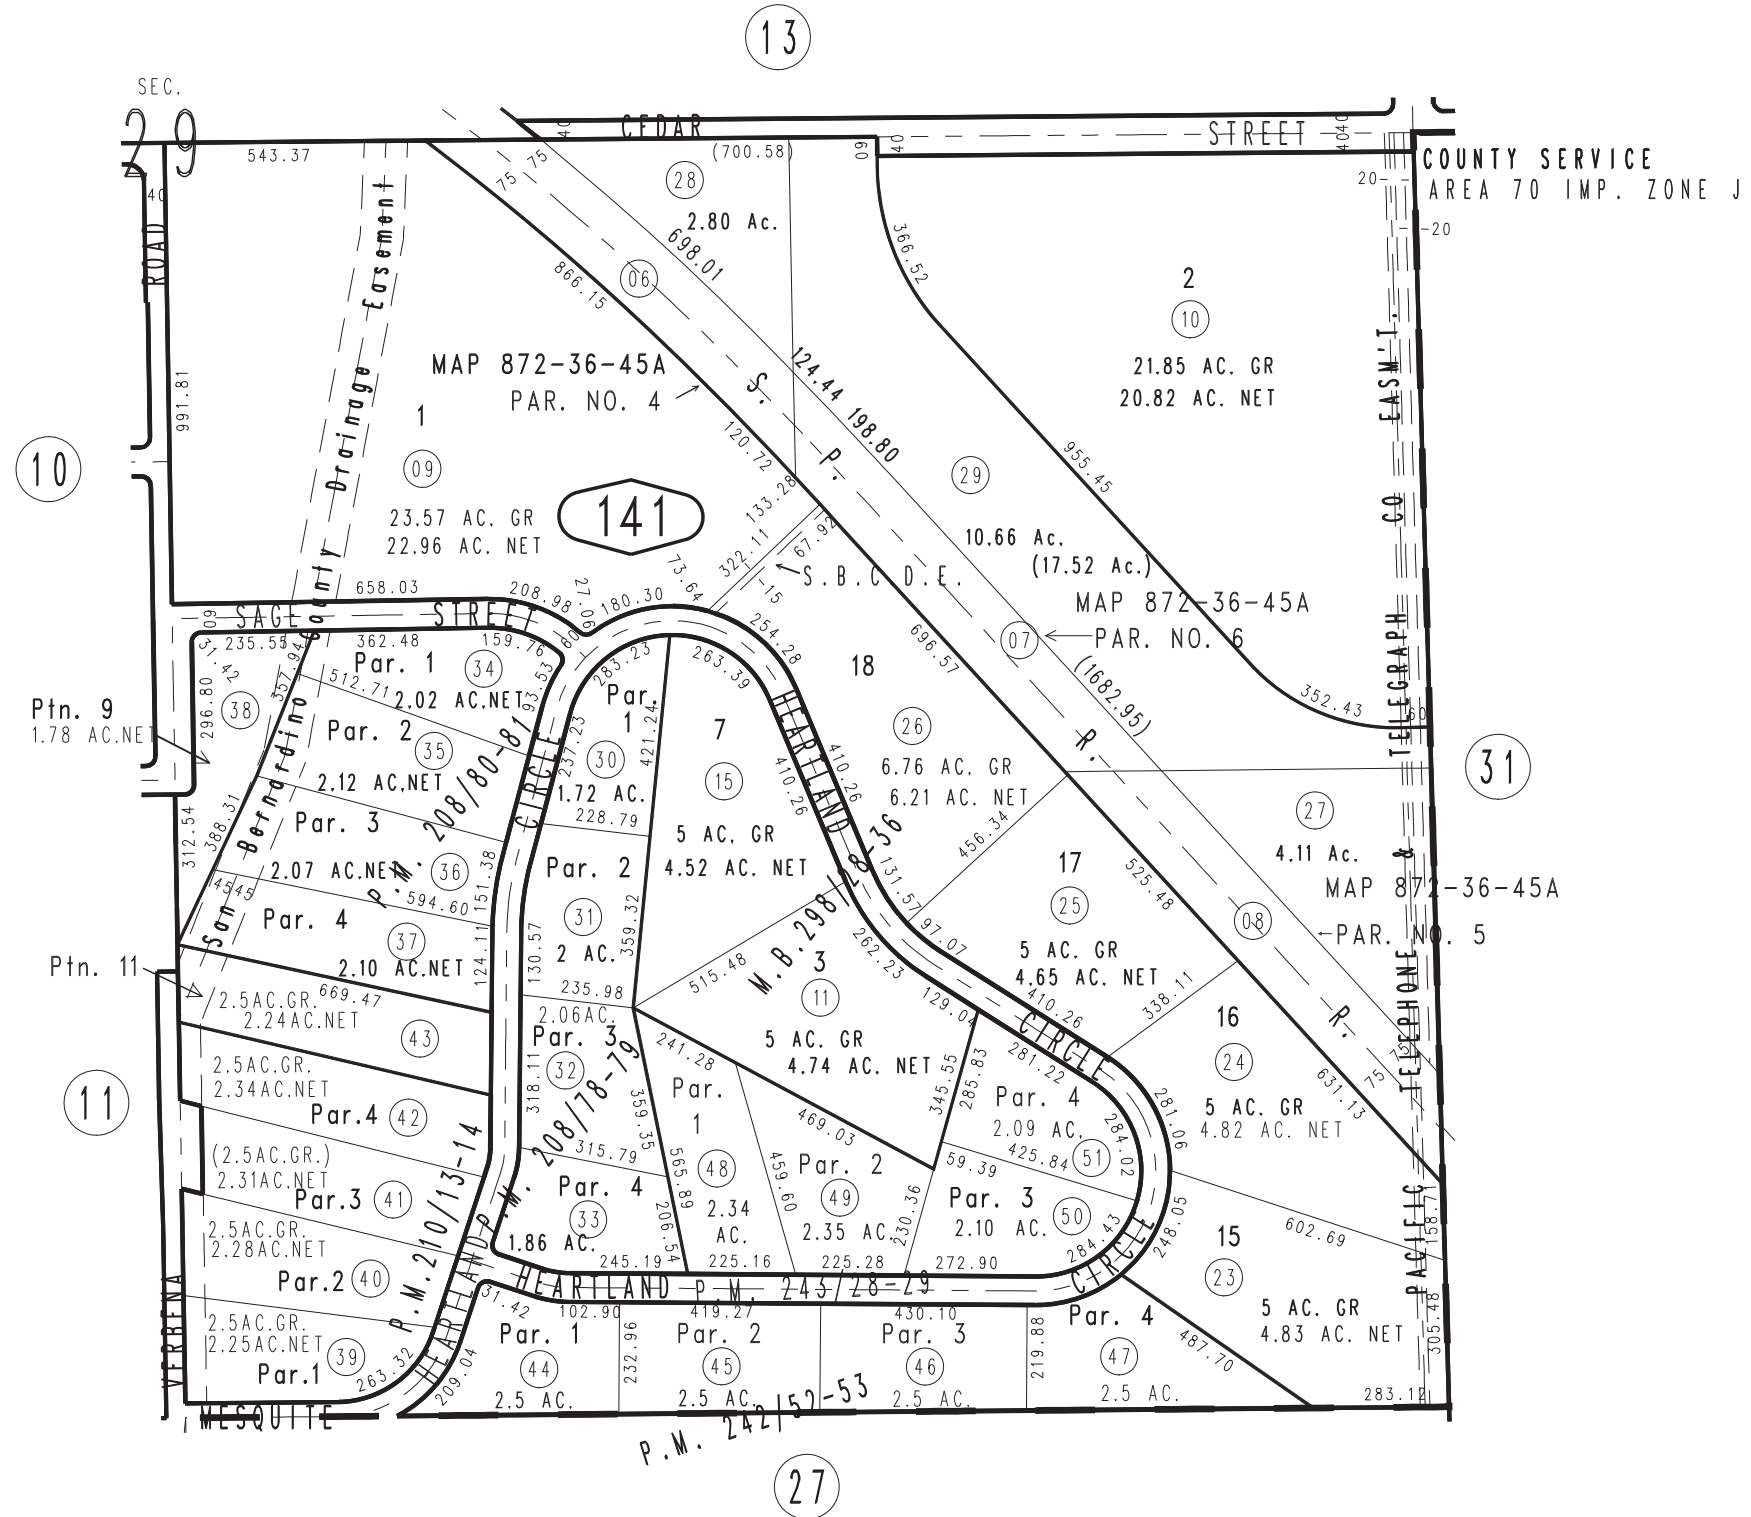 13
SEC.
29
CEDAR
STREET
40
40
4040
60
543.37
75
75
(700.58)
28
2.80 Ac.
698.01
COUNTY SERVICE
AREA 70 IMP. ZONE J
20
20
40
ROAD
06
866.15
366.52
2
10
21.85 AC. GR
20.82 AC. NET
991.81
San Bernardino County Drainage Easement
MAP 872-36-45A
PAR. NO. 4
1
09
23.57 AC. GR
22.96 AC. NET
141
124.44
198.80
S. P. R. R.
120.72
133.28
29
955.45
10
10.66 Ac.
(17.52 Ac.)
322.11
67.92
15
S.B.C D.E.
73.64
MAP 872-36-45A
PAR. NO. 6
07
(1682.95)
352.43
60
PACIFIC TELEPHONE & TELEGRAPH CO EASM'T.
658.03
208.98
27.06
180.30
60
SAGE STREET
235.55
362.48
159.76
60
31.42
357.94
254.28
696.57
Par. 1
34
512.71
2.02 AC.NET
93.53
283.23
263.39
18
38
296.80
Ptn. 9
1.78 AC.NET
Par. 2
35
2.12 AC.NET
P.M. 208/80-81
CIRCLE
237.23
Par. 1
30
1.72 AC.
421.24
228.79
7
15
5 AC. GR
4.52 AC. NET
HEARTLAND
410.26
410.26
26
6.76 AC. GR
6.21 AC. NET
31
27
4.11 Ac.
MAP 872-36-45A
PAR. NO. 5
08
312.54
388.31
Par. 3
2.07 AC.NET
36
151.38
4545
594.60
Par. 4
37
2.10 AC.NET
124.11
130.57
Par. 2
31
2 AC.
359.32
235.98
M.B. 298/28-36
131.57
97.07
262.23
456.34
17
25
5 AC. GR
4.65 AC. NET
525.48
515.48
3
11
5 AC. GR
4.74 AC. NET
129.04
410.26
CIRCLE
338.11
Ptn. 11
2.5AC.GR.
2.24AC.NET
669.47
43
2.06AC.
Par. 3
32
318.11
P.M. 208/78-79
241.28
359.35
281.22
345.55
285.83
16
24
5 AC. GR
4.82 AC. NET
631.13
75
75
11
2.5AC.GR.
2.34AC.NET
Par.4
42
Par. 1
48
2.34 AC.
565.89
469.03
Par. 4
2.09 AC.
425.84
51
284.02
281.06
(2.5AC.GR.)
2.31AC.NET
Par.3
41
P.M.210/13-14
315.79
Par. 4
33
1.86 AC.
206.54
459.60
Par. 2
49
2.35 AC.
230.36
59.39
Par. 3
50
2.10 AC.
284.43
248.05
CIRCLE
602.69
158.71
2.5AC.GR.
2.28AC.NET
Par.2
40
245.19
225.16
225.28
272.90
15
23
5 AC. GR
4.83 AC. NET
HEARTLAND
HEARTLAND
P.M. 243/28-29
VERBENA
2.5AC.GR.
2.25AC.NET
Par.1
39
263.32
209.04
31.42
102.90
419.27
430.10
Par. 1
44
2.5 AC.
232.96
Par. 2
45
2.5 AC.
Par. 3
46
2.5 AC.
219.88
Par. 4
47
2.5 AC.
487.70
305.48
283.12
MESQUITE
P.M. 242/52-53
27